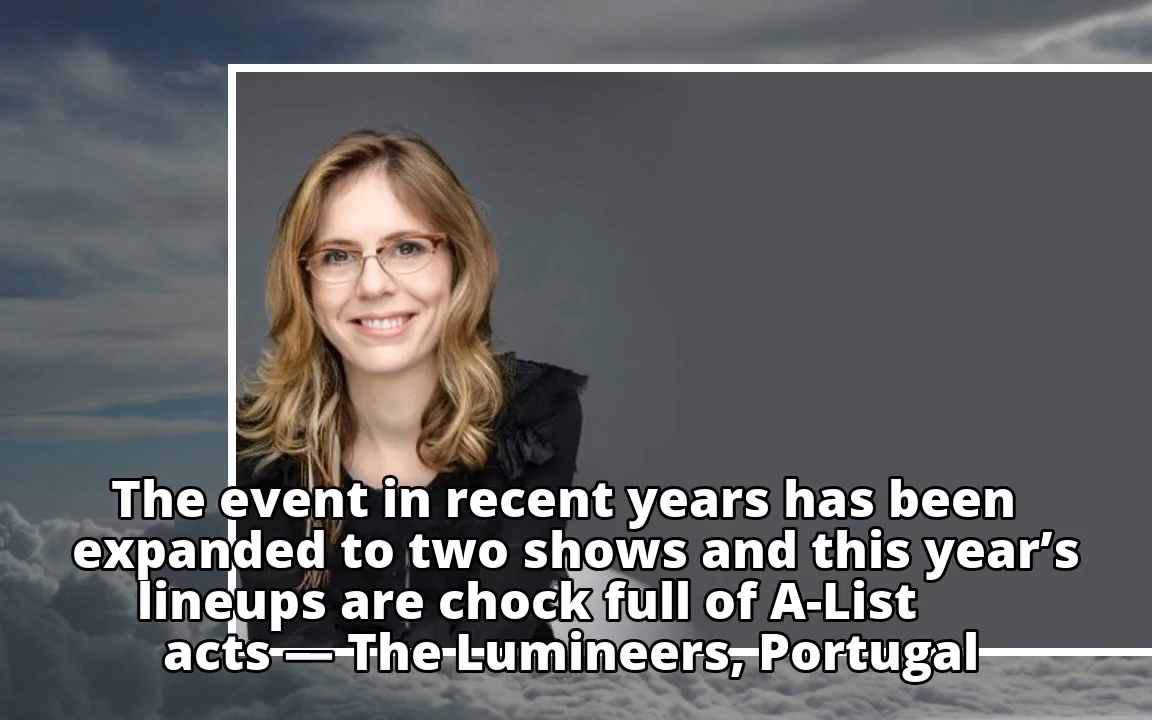 The event in recent years has been
expanded to two shows and this year’s
lineups are chock full of A-List
acts — The Lumineers, Portugal